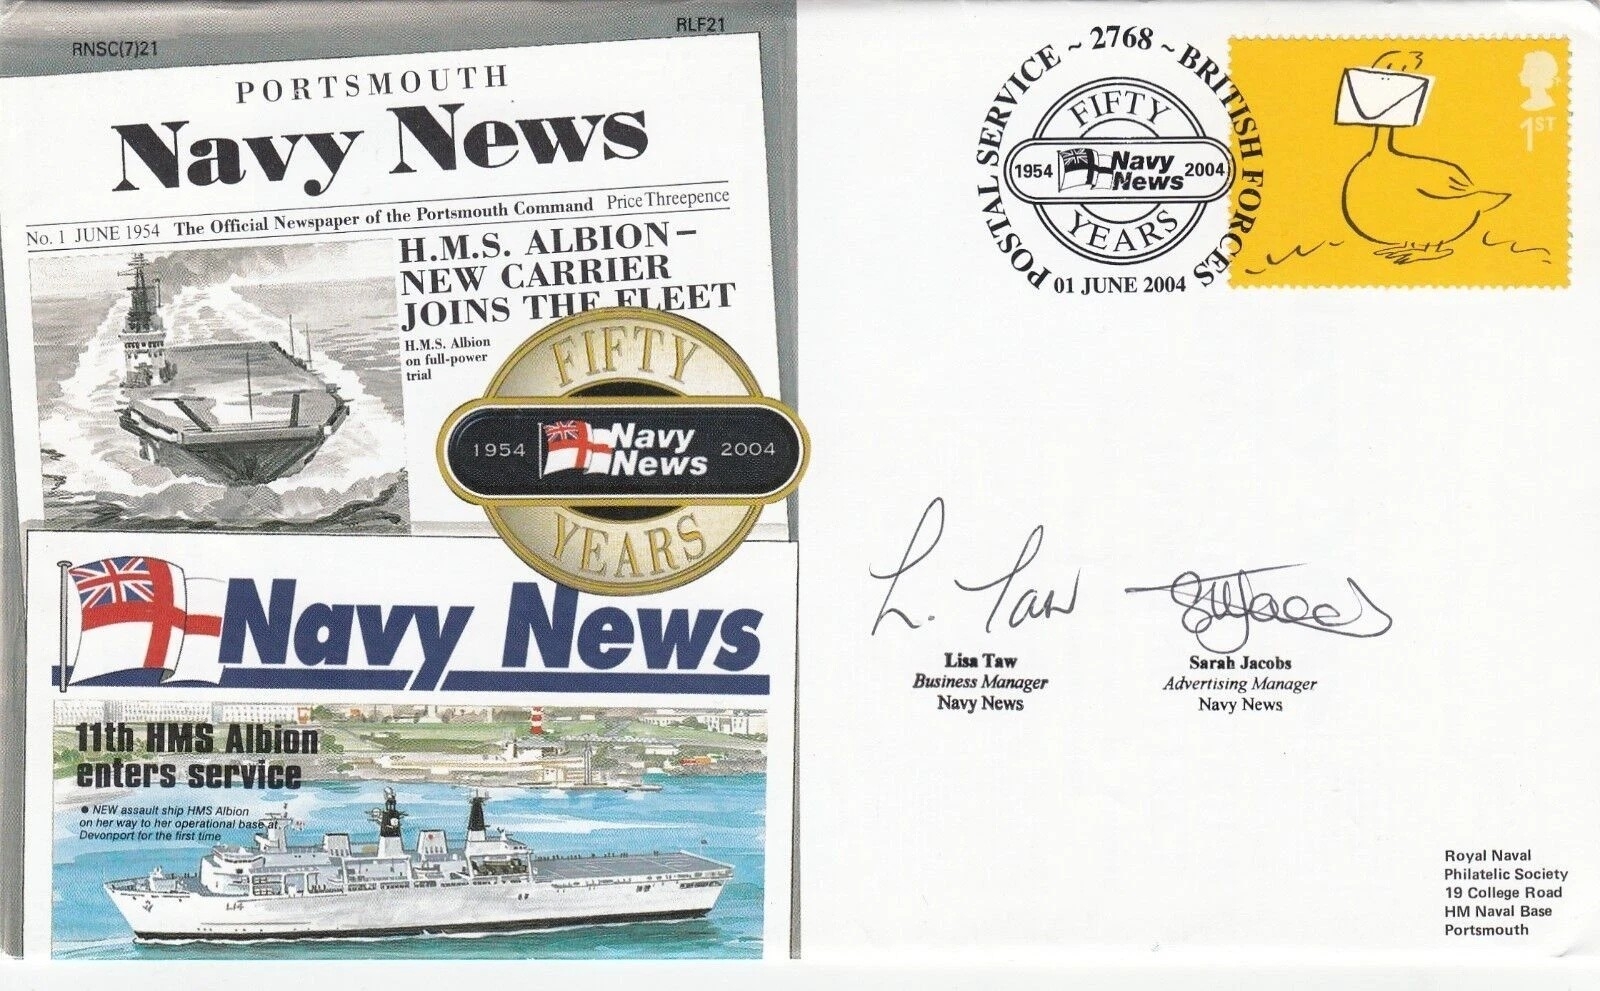 RNSC(7)21
RLF21
PORTSMOUTH
Navy News
No. 1 JUNE 1954 The Official Newspaper of the Portsmouth Command Price Threepence
H.M.S. ALBION–
NEW CARRIER
JOINS THE FLEET
H.M.S. Albion
on full-power
trial
FIFTY
1954 Navy News 2004
YEARS
Navy News
11th HMS Albion
enters service
● NEW assault ship HMS Albion
on her way to her operational base at
Devonport for the first time
L14
POSTAL SERVICE ~ 2768 ~ BRITISH FORCES
FIFTY
1954 Navy News 2004
YEARS
01 JUNE 2004
1ST
L. Taw
SJacobs
Lisa Taw
Business Manager
Navy News
Sarah Jacobs
Advertising Manager
Navy News
Royal Naval
Philatelic Society
19 College Road
HM Naval Base
Portsmouth